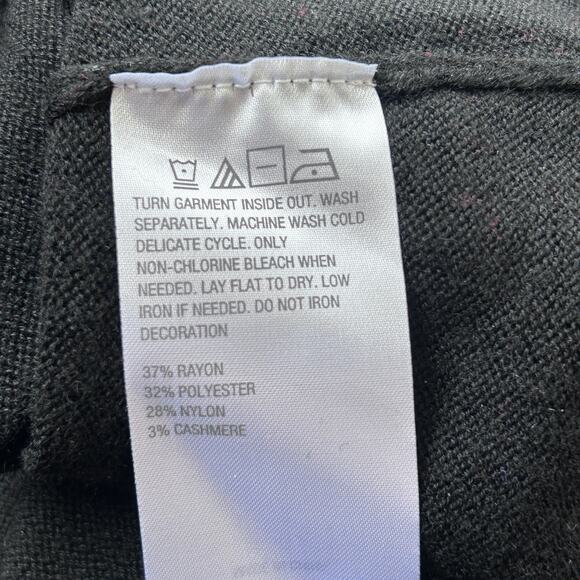 TURN GARMENT INSIDE OUT. WASH
SEPARATELY. MACHINE WASH COLD
DELICATE CYCLE. ONLY
NON-CHLORINE BLEACH WHEN
NEEDED. LAY FLAT TO DRY. LOW
IRON IF NEEDED. DO NOT IRON
DECORATION
37% RAYON
32% POLYESTER
28% NYLON
3% CASHMERE